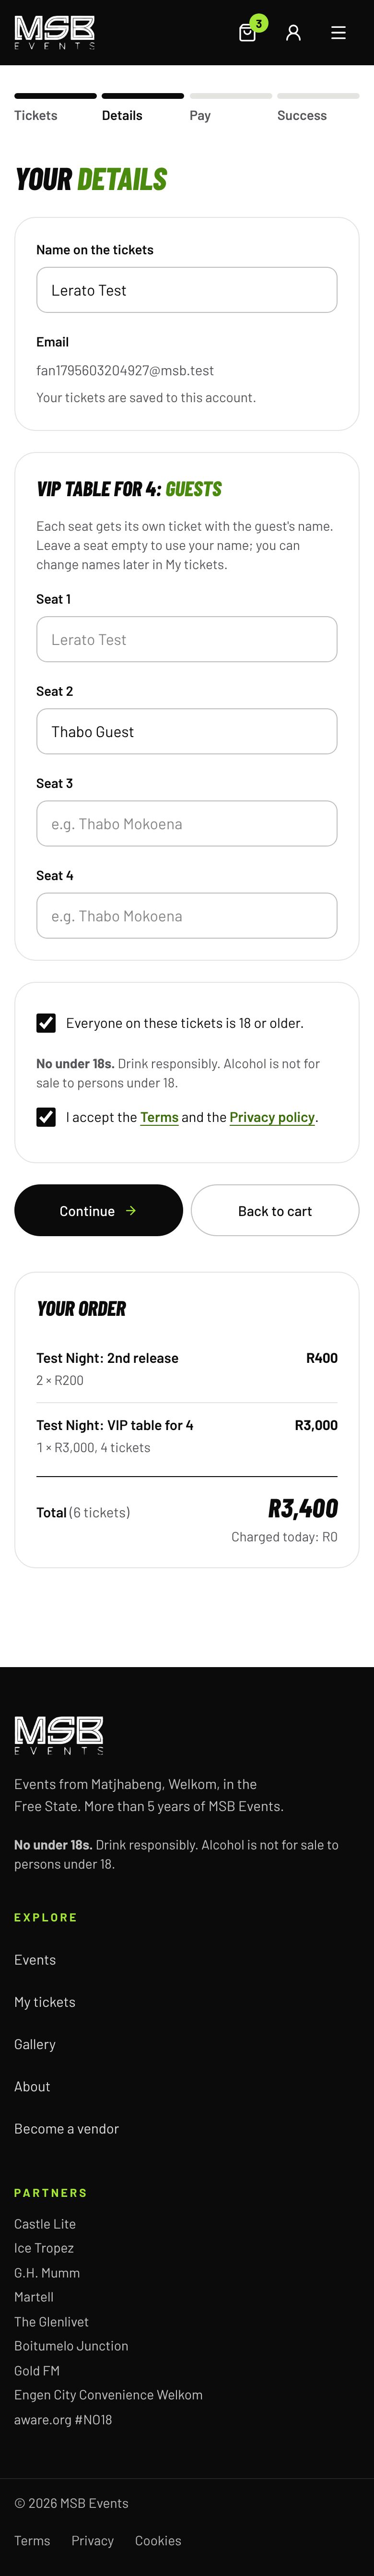 MSB
EVENTS
3
Tickets
Details
Pay
Success
YOUR DETAILS
Name on the tickets
Lerato Test
Email
fan1795603204927@msb.test
Your tickets are saved to this account.
VIP TABLE FOR 4: GUESTS
Each seat gets its own ticket with the guest's name.
Leave a seat empty to use your name; you can
change names later in My tickets.
Seat 1
Lerato Test
Seat 2
Thabo Guest
Seat 3
e.g. Thabo Mokoena
Seat 4
e.g. Thabo Mokoena
Everyone on these tickets is 18 or older.
No under 18s. Drink responsibly. Alcohol is not for
sale to persons under 18.
I accept the Terms and the Privacy policy.
Continue →
Back to cart
YOUR ORDER
Test Night: 2nd release R400
2 × R200
Test Night: VIP table for 4 R3,000
1 × R3,000, 4 tickets
Total (6 tickets) R3,400
Charged today: R0
MSB
EVENTS
Events from Matjhabeng, Welkom, in the
Free State. More than 5 years of MSB Events.
No under 18s. Drink responsibly. Alcohol is not for sale to
persons under 18.
EXPLORE
Events
My tickets
Gallery
About
Become a vendor
PARTNERS
Castle Lite
Ice Tropez
G.H. Mumm
Martell
The Glenlivet
Boitumelo Junction
Gold FM
Engen City Convenience Welkom
aware.org #NO18
© 2026 MSB Events
Terms
Privacy
Cookies